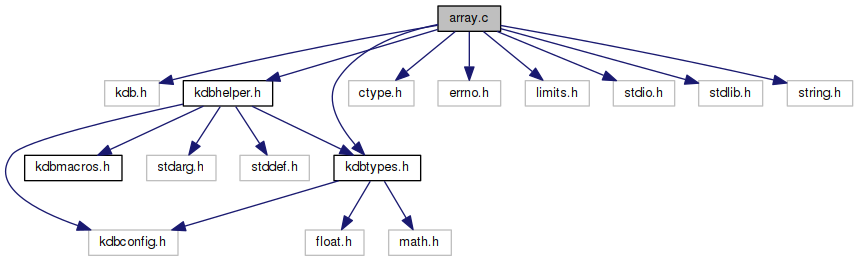 array.c
kdb.h
kdbhelper.h
ctype.h
errno.h
limits.h
stdio.h
stdlib.h
string.h
kdbmacros.h
stdarg.h
stddef.h
kdbtypes.h
kdbconfig.h
float.h
math.h